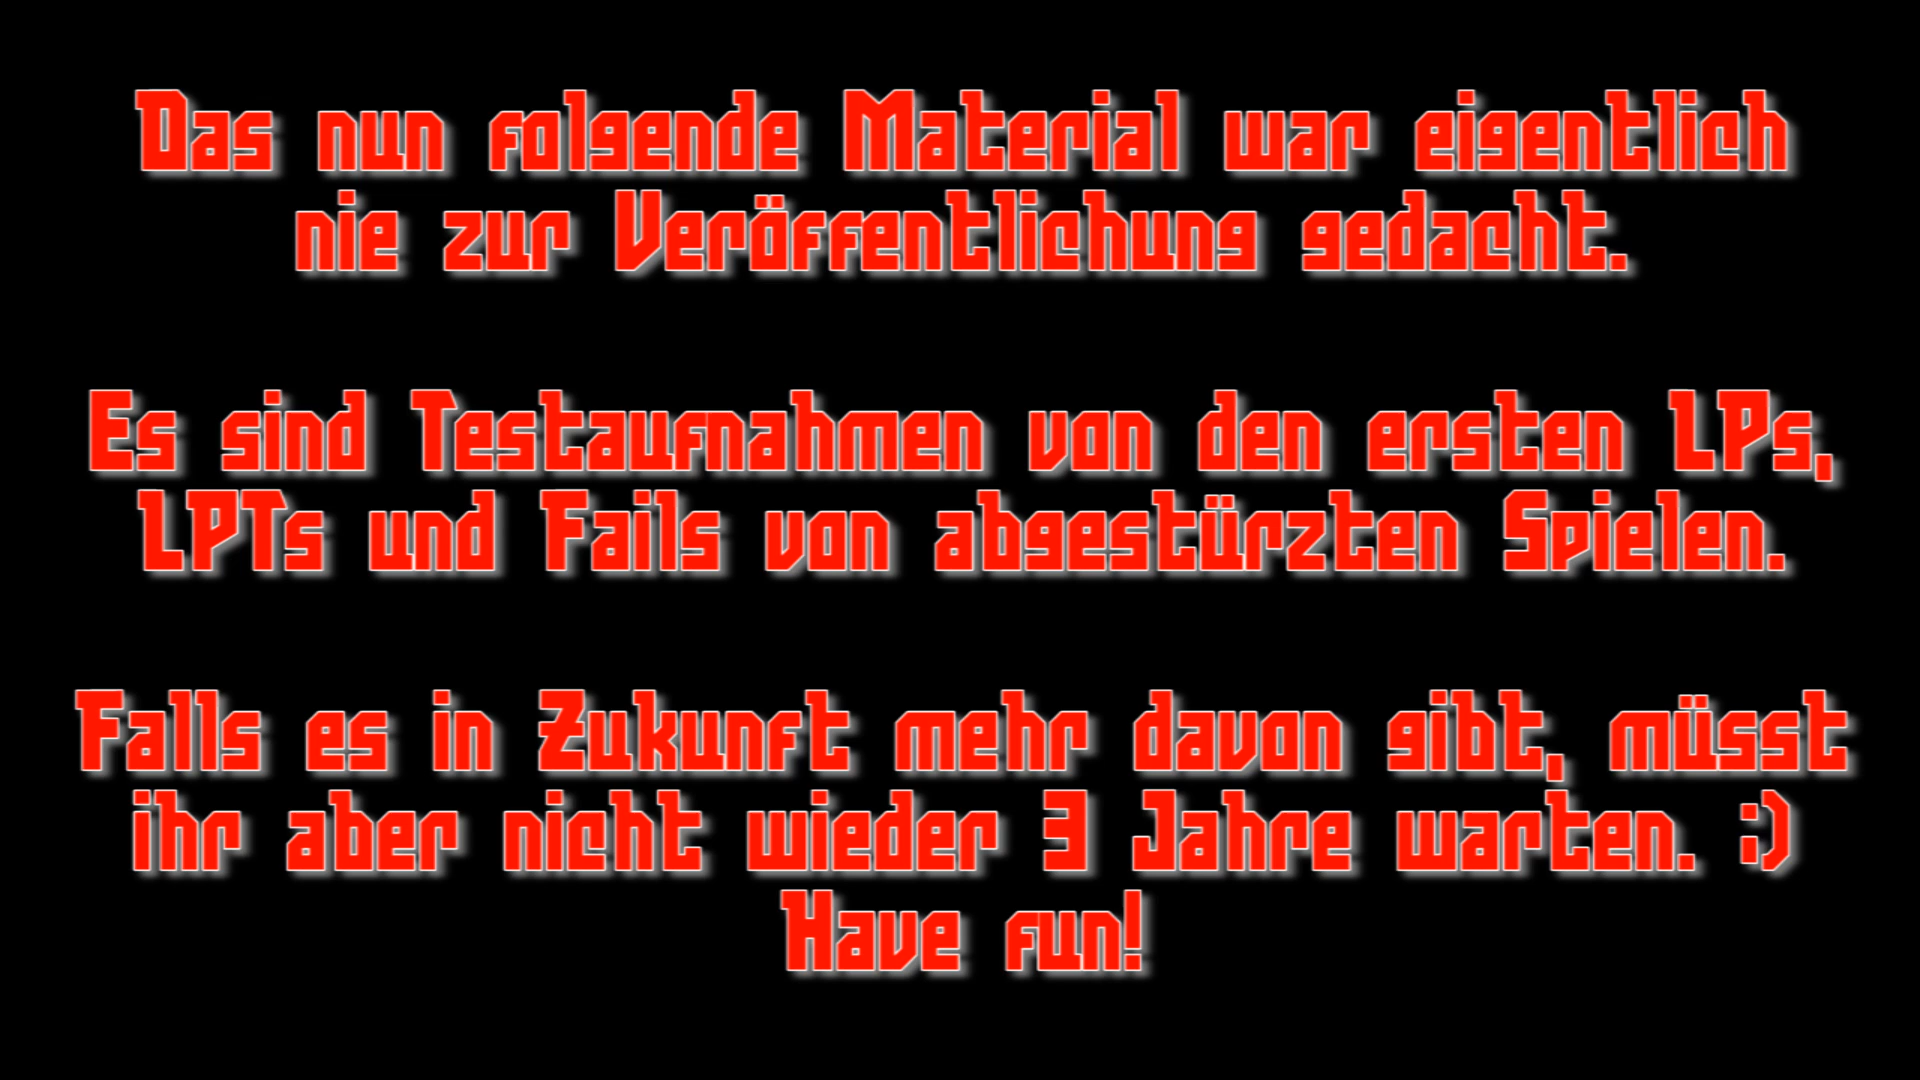 Das nun folgende Material war eigentlich
nie zur Veröffentlichung gedacht.
Es sind Testaufnahmen von den ersten LPs,
LPTs und Fails von abgestürzten Spielen.
Falls es in Zukunft mehr davon gibt, müsst
ihr aber nicht wieder 3 Jahre warten. ;)
Have fun!